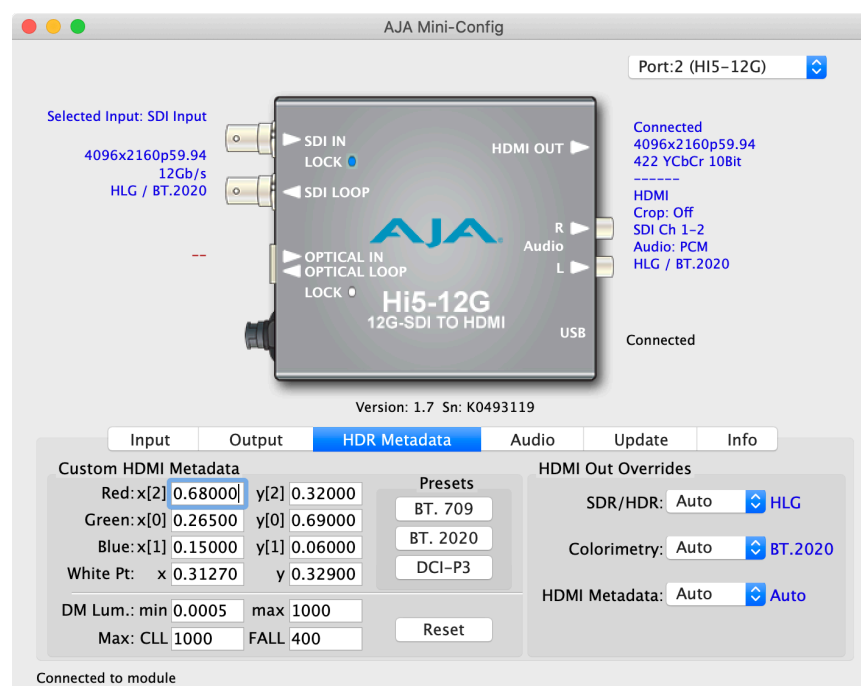 AJA Mini-Config
Port:2 (HI5-12G)
Selected Input: SDI Input
4096x2160p59.94
12Gb/s
HLG / BT.2020
--
SDI IN
LOCK
SDI LOOP
OPTICAL IN
OPTICAL LOOP
LOCK
HDMI OUT
AJA
R
Audio
L
Hi5-12G
12G-SDI TO HDMI
USB
Connected
4096x2160p59.94
422 YCbCr 10Bit
------
HDMI
Crop: Off
SDI Ch 1-2
Audio: PCM
HLG / BT.2020
Connected
Version: 1.7 Sn: K0493119
Input Output HDR Metadata Audio Update Info
Custom HDMI Metadata
Red: x[2] 0.68000 y[2] 0.32000
Green: x[0] 0.26500 y[0] 0.69000
Blue: x[1] 0.15000 y[1] 0.06000
White Pt: x 0.31270 y 0.32900
DM Lum.: min 0.0005 max 1000
Max: CLL 1000 FALL 400
Presets
BT. 709
BT. 2020
DCI-P3
Reset
HDMI Out Overrides
SDR/HDR: Auto HLG
Colorimetry: Auto BT.2020
HDMI Metadata: Auto Auto
Connected to module